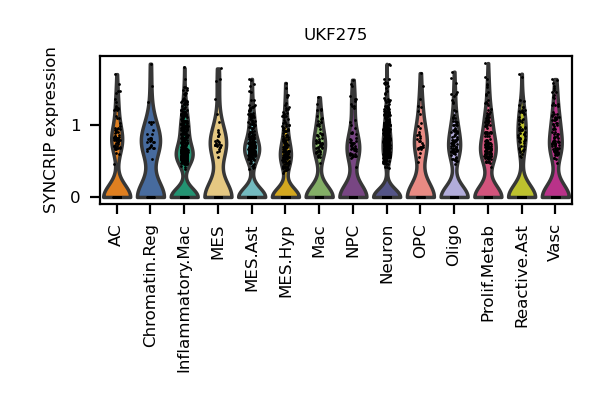 UKF275
SYNCRIP expression
1
0
AC
Chromatin.Reg
Inflammatory.Mac
MES
MES.Ast
MES.Hyp
Mac
NPC
Neuron
OPC
Oligo
Prolif.Metab
Reactive.Ast
Vasc